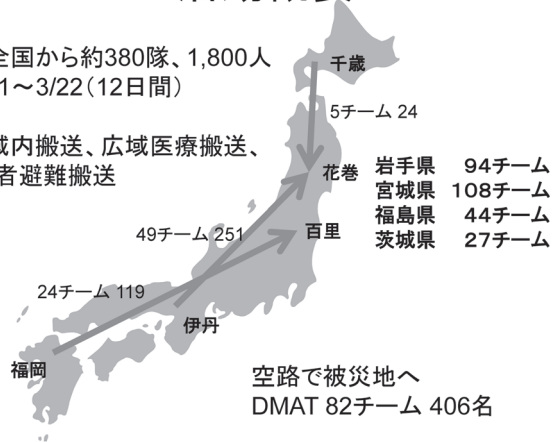 全国から約380隊、1,800人
1〜3/22（12日間）
域内搬送、広域医療搬送、
者避難搬送
千歳
5チーム 24
花巻
岩手県 94チーム
宮城県 108チーム
福島県 44チーム
茨城県 27チーム
百里
49チーム 251
24チーム 119
伊丹
福岡
空路で被災地へ
DMAT 82チーム 406名